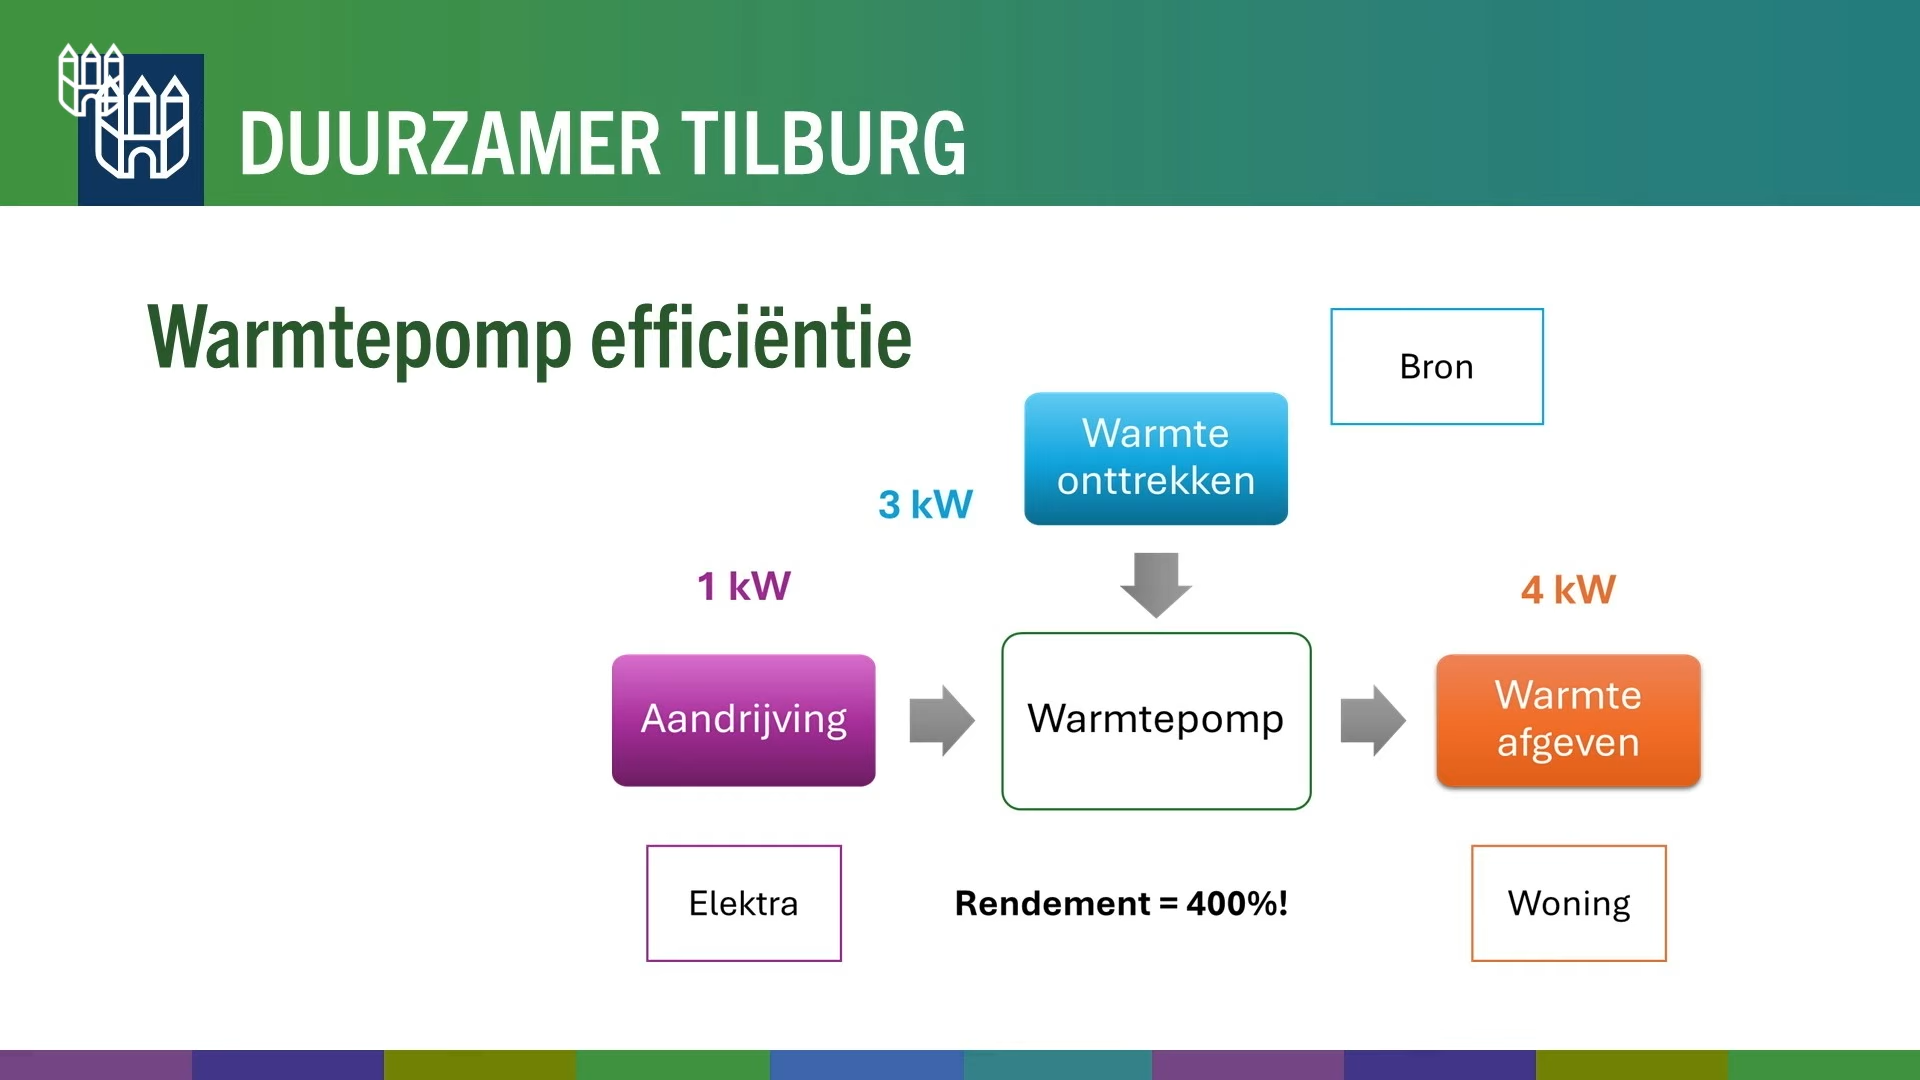 DUURZAMER TILBURG
Warmtepomp efficiëntie
Bron
Warmte
onttrekken
3 kW
1 kW
4 kW
Aandrijving
Warmtepomp
Warmte
afgeven
Elektra
Rendement = 400%!
Woning